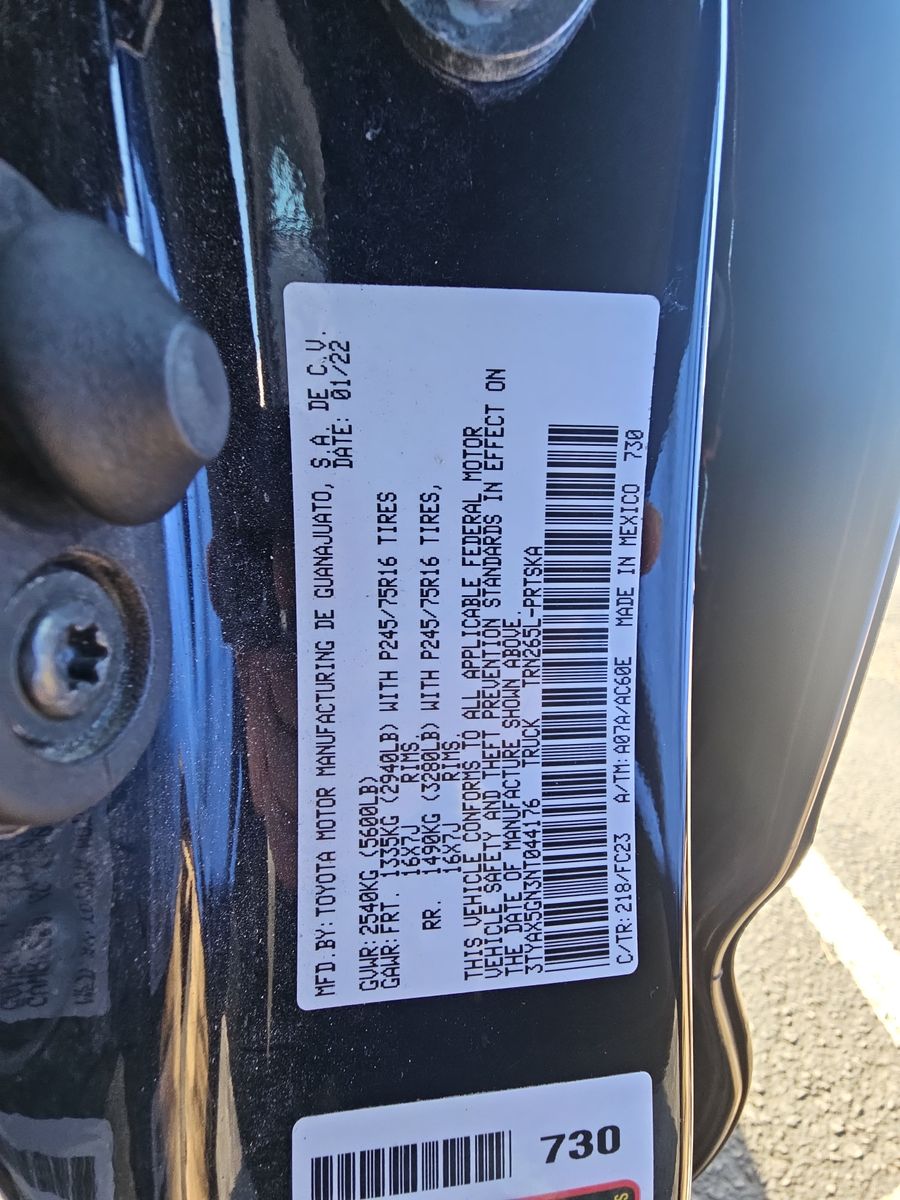 MFD.BY:TOYOTA MOTOR MANUFACTURING DE GUANAJUATO, S.A. DE C.V.
DATE: 01/22
GVWR:2540KG (5600LB)
GAWR:FRT. 1335KG (2940LB) WITH P245/75R16 TIRES
16X7J RIMS
RR. 1490KG (3280LB) WITH P245/75R16 TIRES,
16X7J RIMS
THIS VEHICLE CONFORMS TO ALL APPLICABLE FEDERAL MOTOR
VEHICLE SAFETY AND THEFT PREVENTION STANDARDS IN EFFECT ON
THE DATE OF MANUFACTURE SHOWN ABOVE.
3TYAX5GN3NT044176 TRUCK TRN265L-PRTSKA
C/TR:218/FC23 A/TM:A07A/AC60E MADE IN MEXICO 730
730